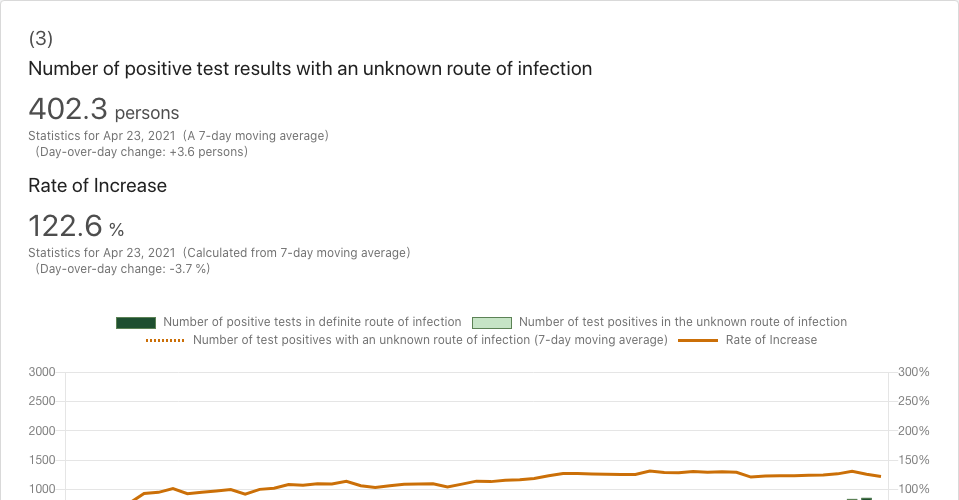 (3)
Number of positive test results with an unknown route of infection
402.3 persons
Statistics for Apr 23, 2021 (A 7-day moving average)
(Day-over-day change: +3.6 persons)
Rate of Increase
122.6 %
Statistics for Apr 23, 2021 (Calculated from 7-day moving average)
(Day-over-day change: -3.7 %)
Number of positive tests in definite route of infection Number of test positives in the unknown route of infection
Number of test positives with an unknown route of infection (7-day moving average) Rate of Increase
3000 300%
2500 250%
2000 200%
1500 150%
1000 100%